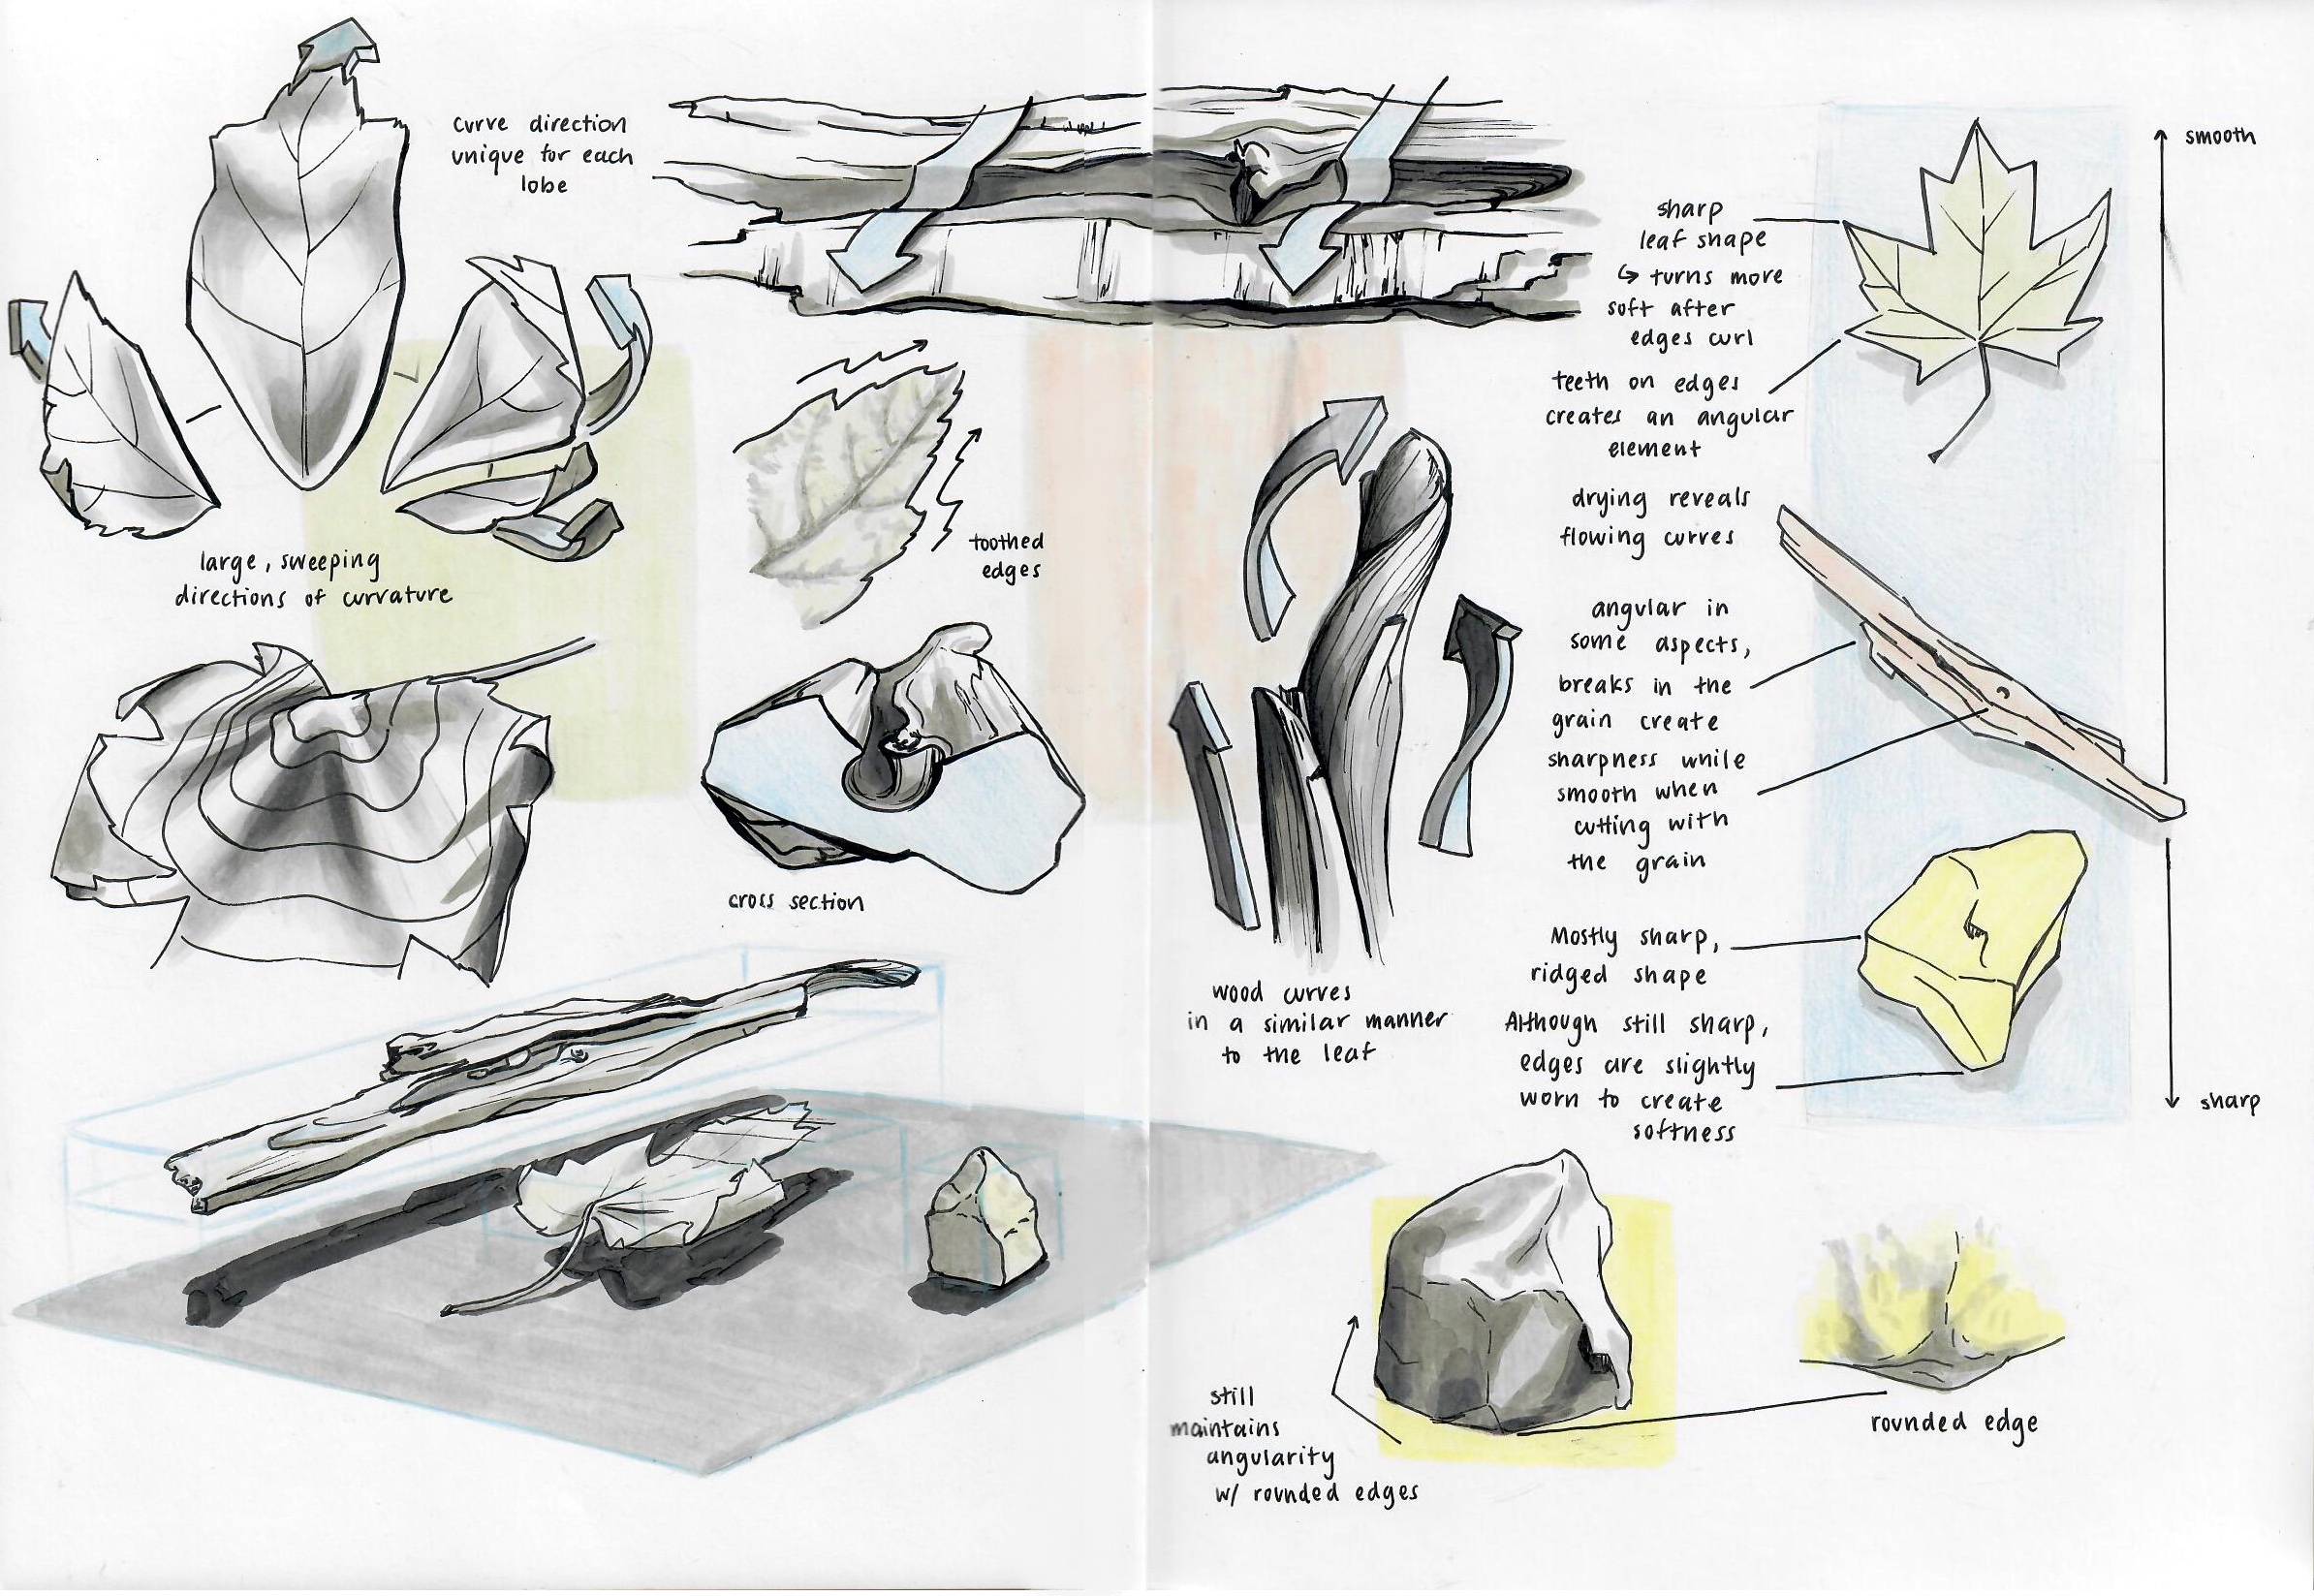 curve direction
unique for each
lobe
large, sweeping
directions of curvature
toothed
edges
cross section
wood curves
in a similar manner
to the leaf
sharp
leaf shape
↳ turns more
soft after
edges curl
teeth on edges
creates an angular
element
drying reveals
flowing curves
angular in
some aspects,
breaks in the
grain create
sharpness while
smooth when
cutting with
the grain
Mostly sharp,
ridged shape
Although still sharp,
edges are slightly
worn to create
softness
smooth
sharp
still
maintains
angularity
w/ rounded edges
rounded edge